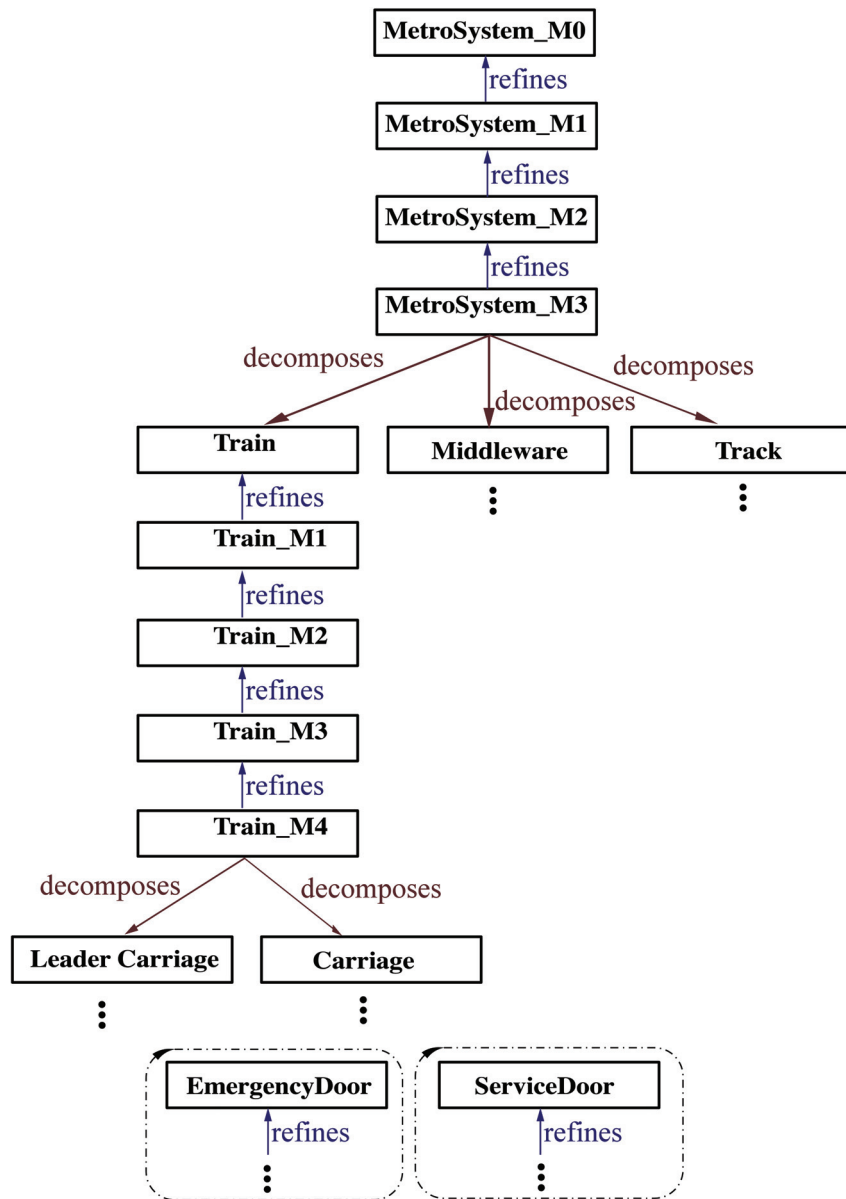 MetroSystem_M0
refines
MetroSystem_M1
refines
MetroSystem_M2
refines
MetroSystem_M3
decomposes
decomposes
decomposes
Train
Middleware
Track
refines
Train_M1
refines
Train_M2
refines
Train_M3
refines
Train_M4
decomposes
decomposes
Leader Carriage
Carriage
EmergencyDoor
ServiceDoor
refines
refines